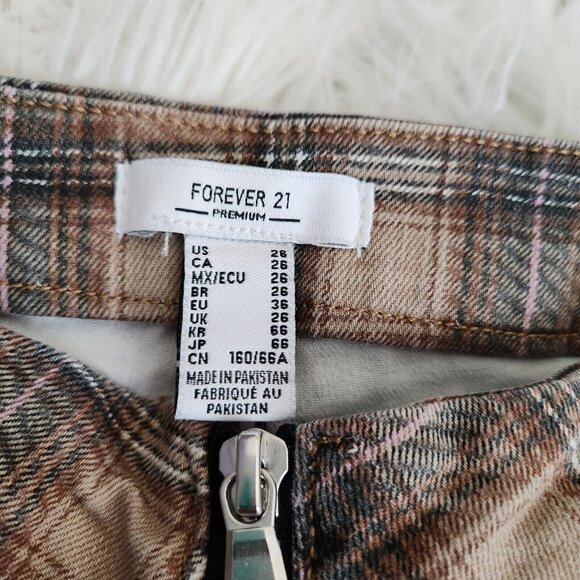 FOREVER 21
PREMIUM
US 26
CA 26
MX/ECU 26
BR 26
EU 36
UK 26
KR 66
JP 66
CN 160/66A
MADE IN PAKISTAN
FABRIQUÉ AU
PAKISTAN